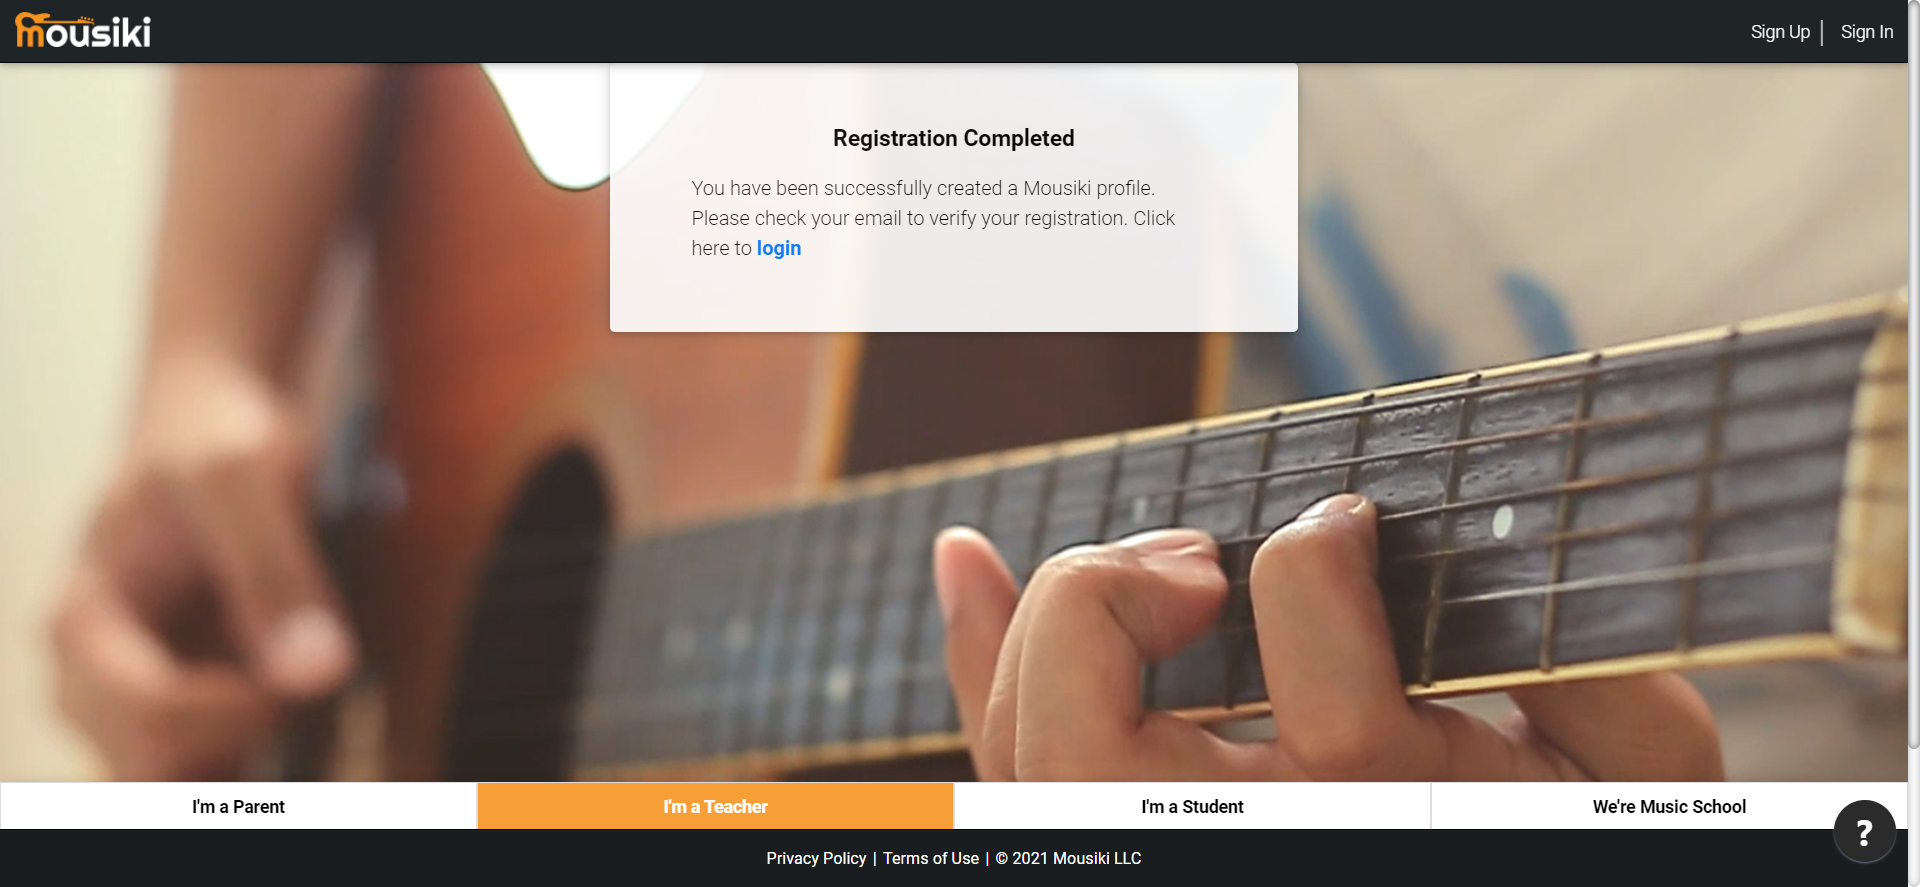 mousiki
Sign Up | Sign In
Registration Completed
You have been successfully created a Mousiki profile.
Please check your email to verify your registration. Click
here to login
I'm a Parent
I'm a Teacher
I'm a Student
We're Music School
?
Privacy Policy | Terms of Use | © 2021 Mousiki LLC